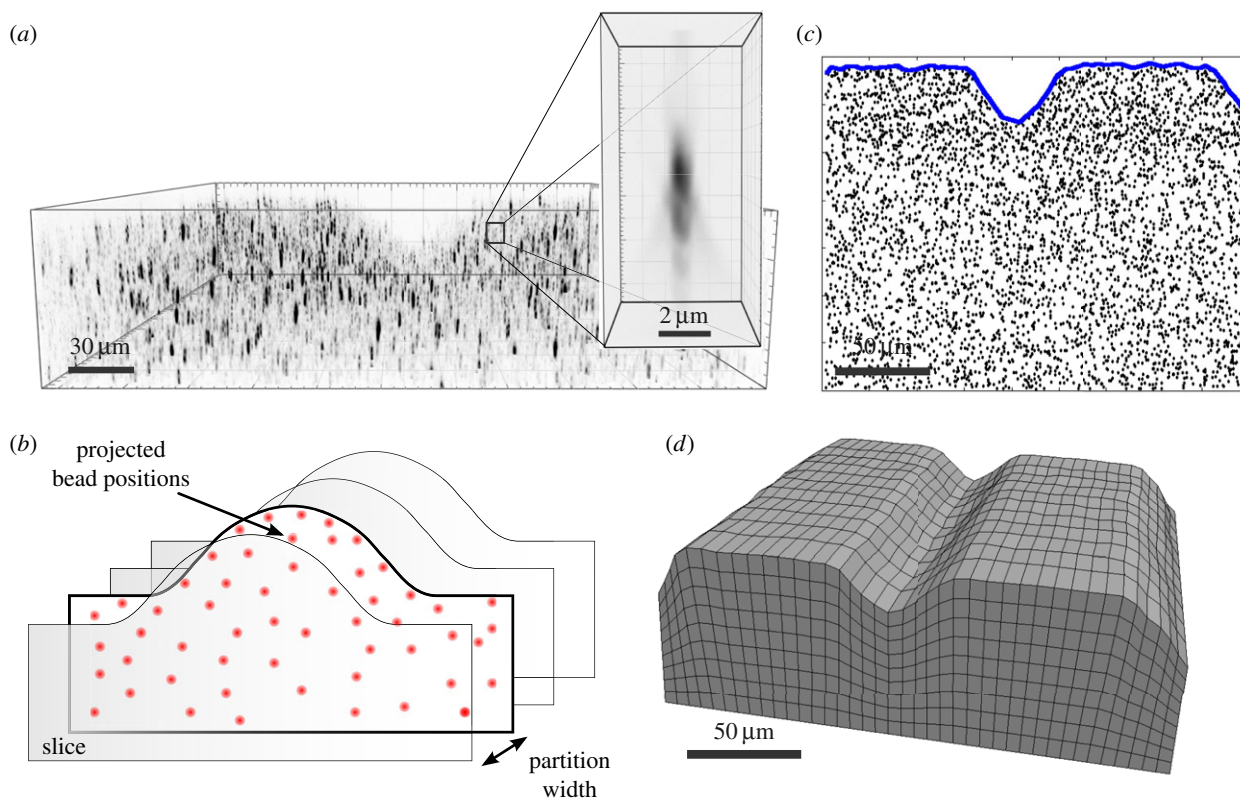 (a)
30 µm
2 µm
(c)
50 µm
(b)
projected
bead positions
slice
partition
width
(d)
50 µm